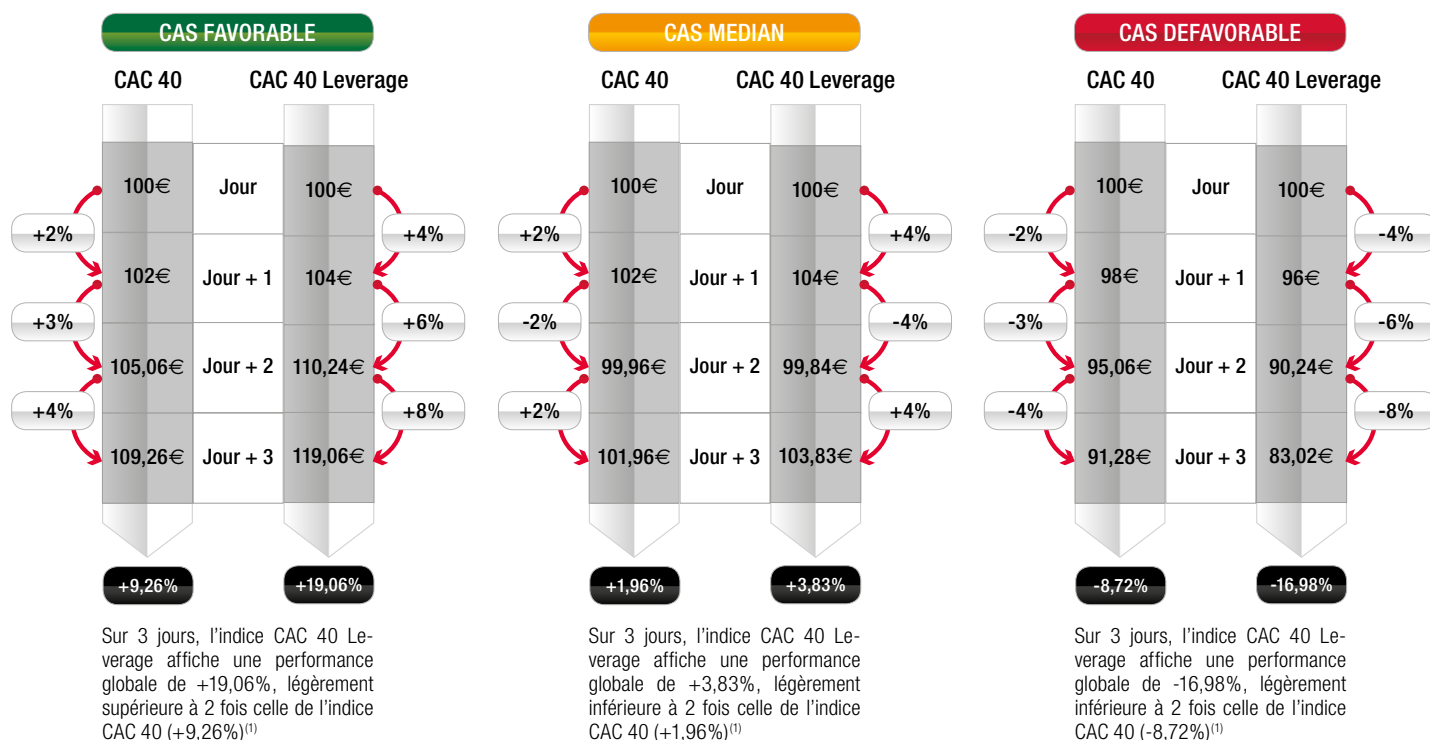 CAS FAVORABLE
CAC 40 CAC 40 Leverage
100€ Jour 100€
+2% +4%
102€ Jour + 1 104€
+3% +6%
105,06€ Jour + 2 110,24€
+4% +8%
109,26€ Jour + 3 119,06€
+9,26% +19,06%
Sur 3 jours, l'indice CAC 40 Le-
verage affiche une performance
globale de +19,06%, légèrement
supérieure à 2 fois celle de l'indice
CAC 40 (+9,26%)(1)
CAS MEDIAN
CAC 40 CAC 40 Leverage
100€ Jour 100€
+2% +4%
102€ Jour + 1 104€
-2% -4%
99,96€ Jour + 2 99,84€
+2% +4%
101,96€ Jour + 3 103,83€
+1,96% +3,83%
Sur 3 jours, l'indice CAC 40 Le-
verage affiche une performance
globale de +3,83%, légèrement
inférieure à 2 fois celle de l'indice
CAC 40 (+1,96%)(1)
CAS DEFAVORABLE
CAC 40 CAC 40 Leverage
100€ Jour 100€
-2% -4%
98€ Jour + 1 96€
-3% -6%
95,06€ Jour + 2 90,24€
-4% -8%
91,28€ Jour + 3 83,02€
-8,72% -16,98%
Sur 3 jours, l'indice CAC 40 Le-
verage affiche une performance
globale de -16,98%, légèrement
inférieure à 2 fois celle de l'indice
CAC 40 (-8,72%)(1)